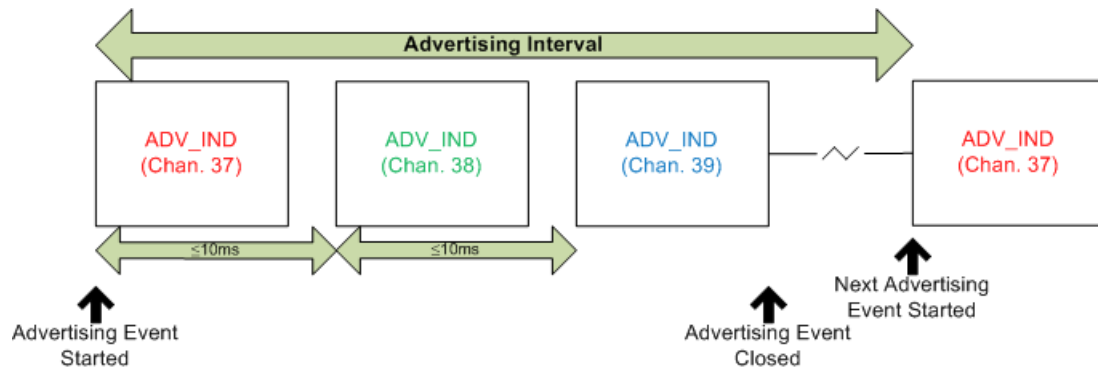 Advertising Interval
ADV_IND
(Chan. 37)
ADV_IND
(Chan. 38)
ADV_IND
(Chan. 39)
ADV_IND
(Chan. 37)
≤10ms
≤10ms
Advertising Event
Started
Advertising Event
Closed
Next Advertising
Event Started